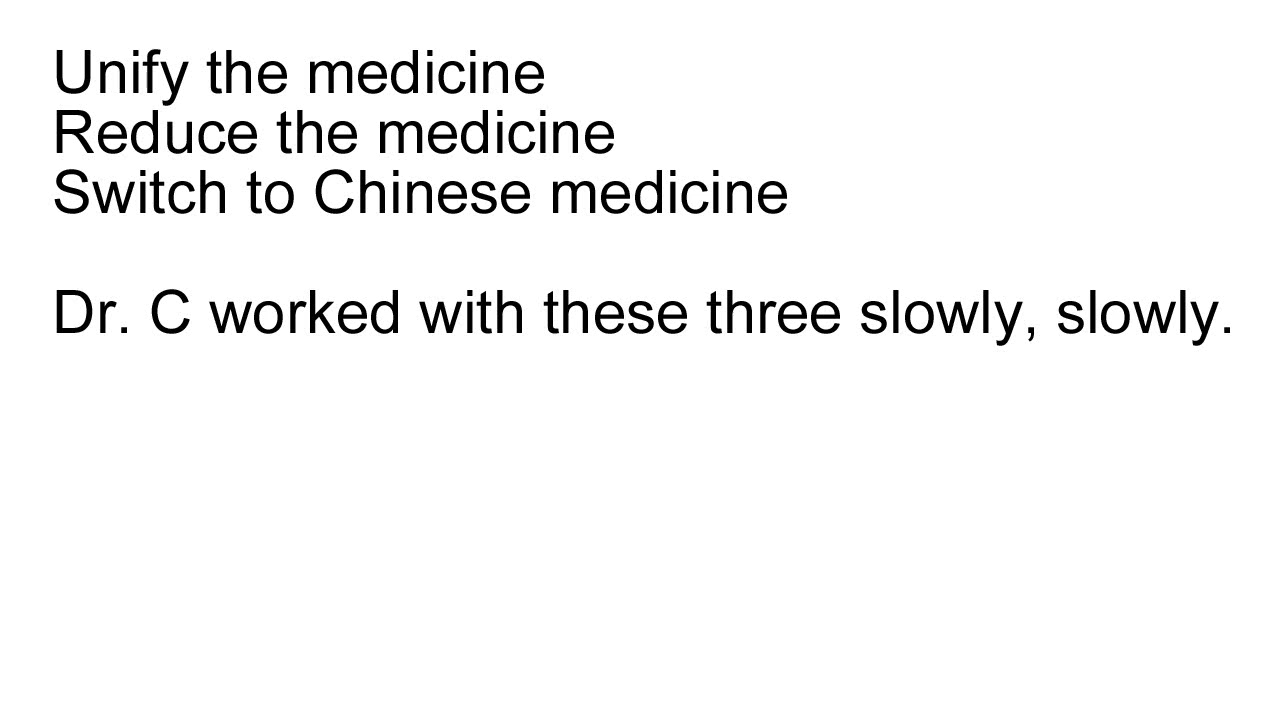 Unify the medicine
Reduce the medicine
Switch to Chinese medicine
Dr. C worked with these three slowly, slowly.